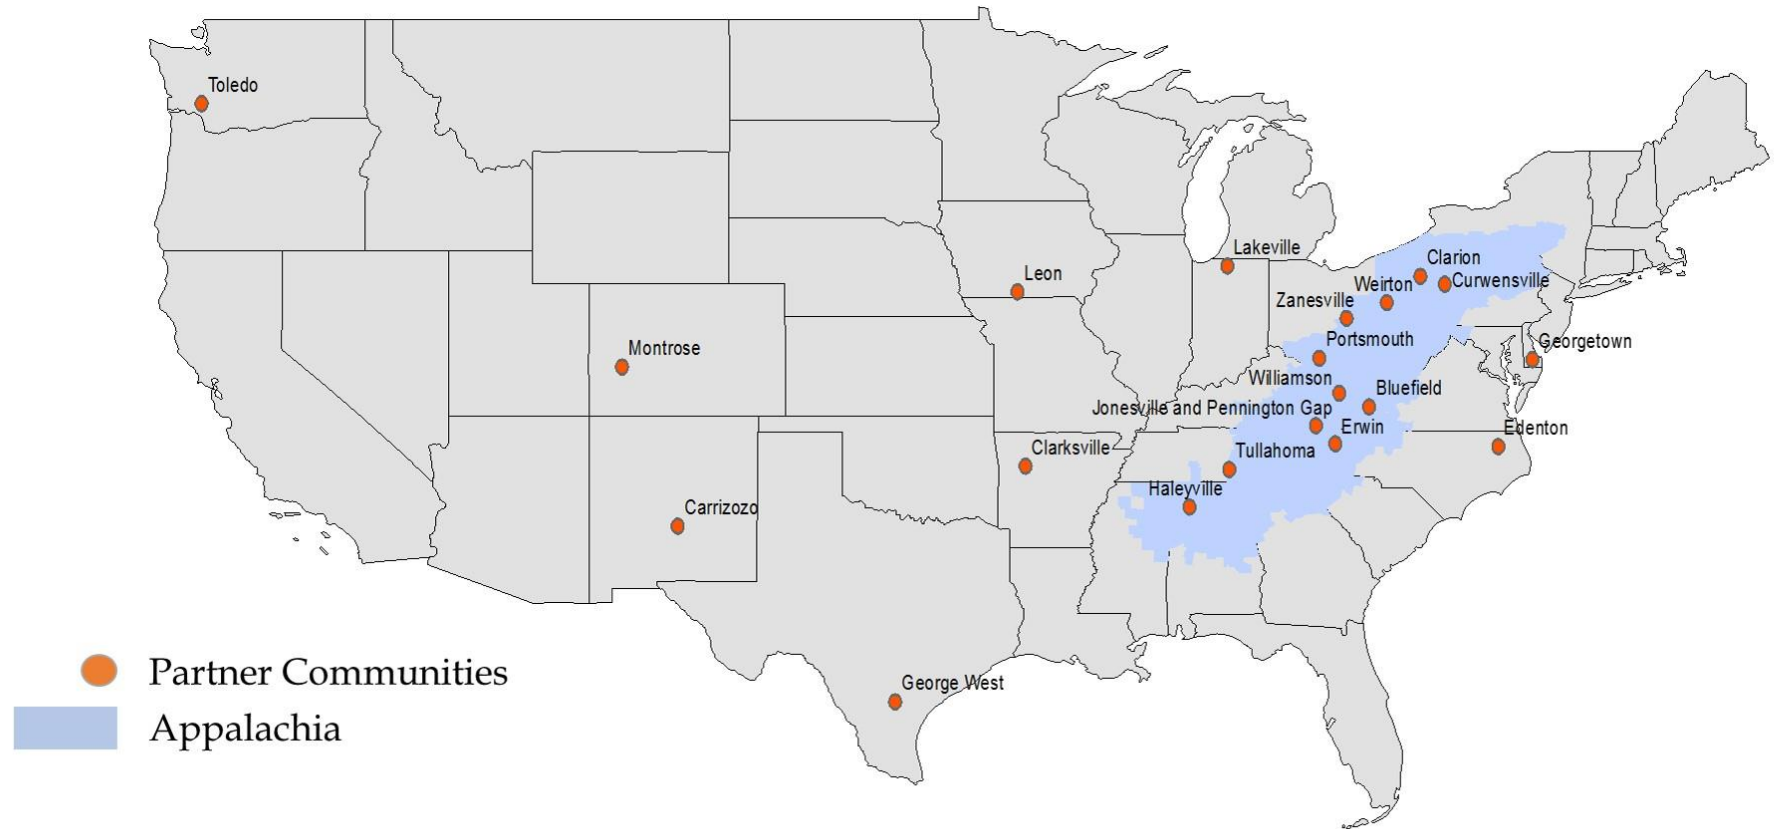 Toledo
Lakeville
Clarion
Leon
Weirton
Curwensville
Zanesville
Portsmouth
Georgetown
Montrose
Williamson
Bluefield
Jonesville and Pennington Gap
Erwin
Edenton
Clarksville
Tullahoma
Haleyville
Carrizozo
George West
Partner Communities
Appalachia